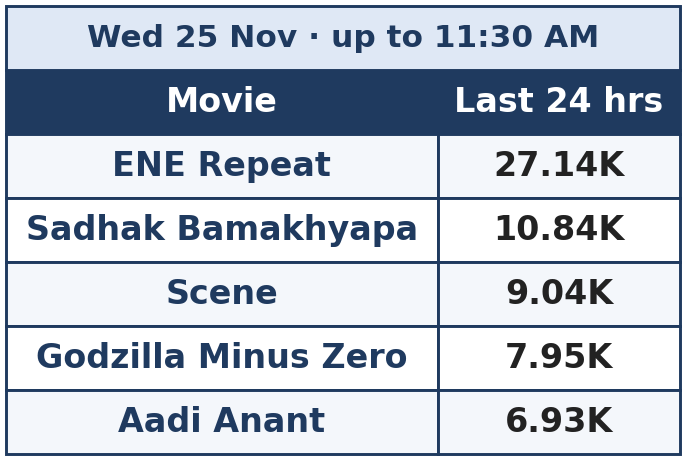 Wed 25 Nov · up to 11:30 AM
Movie Last 24 hrs
ENE Repeat 27.14K
Sadhak Bamakhyapa 10.84K
Scene 9.04K
Godzilla Minus Zero 7.95K
Aadi Anant 6.93K